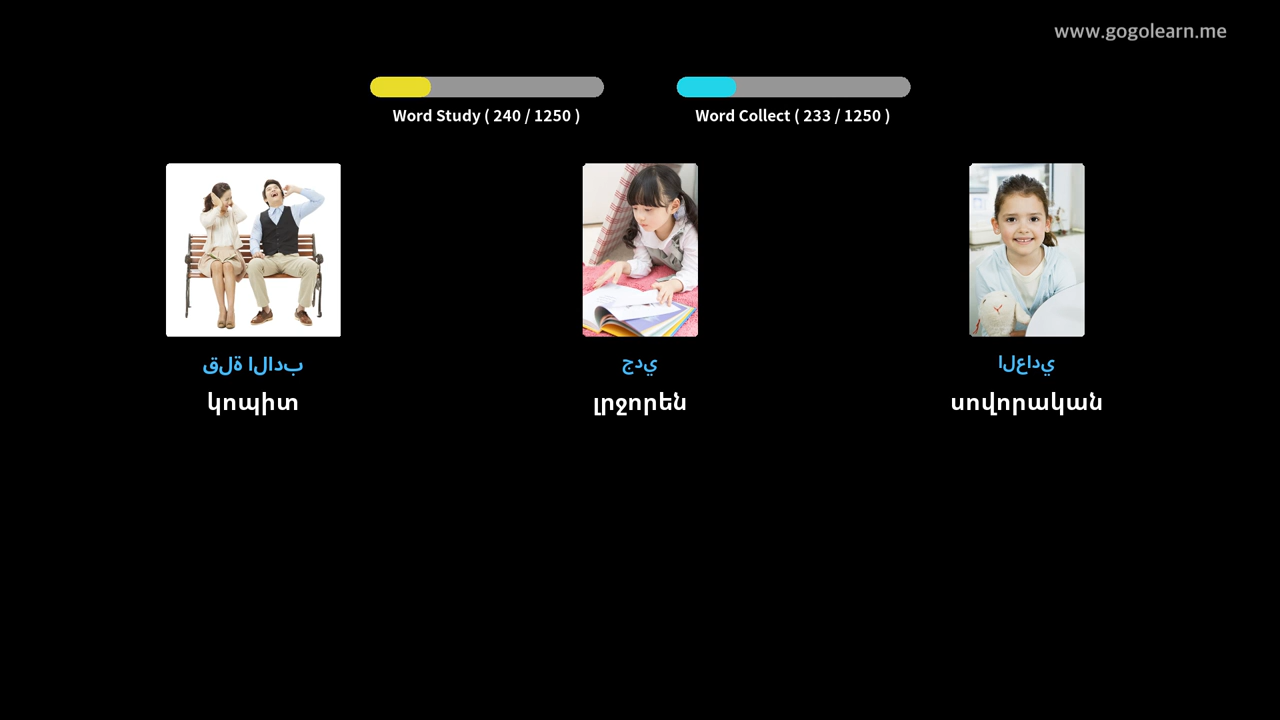 www.gogolearn.me
Word Study ( 240 / 1250 )
Word Collect ( 233 / 1250 )
قلة الادب
կոպիտ
جدي
լրջորեն
العادي
սովորական